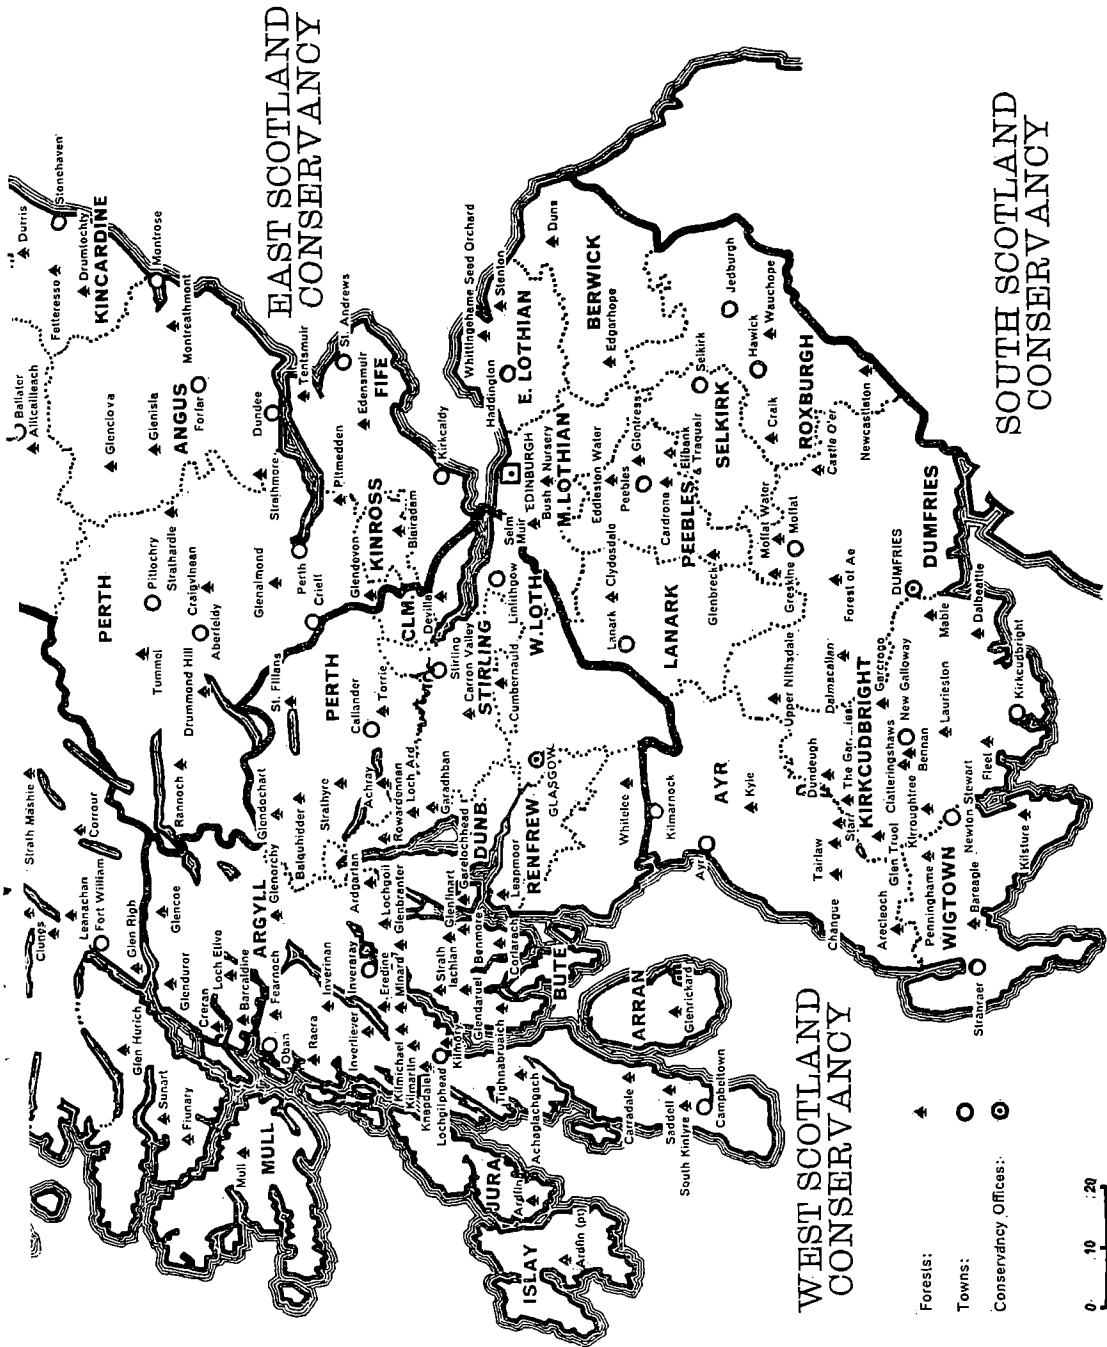 EAST SCOTLAND
CONSERVANCY
SOUTH SCOTLAND
CONSERVANCY
WEST SCOTLAND
CONSERVANCY
Durris
Stonehaven
Fetteresso
Drumtochty
KINCARDINE
Montrose
Montreathmont
Ballater
Alltcailleach
Glenclova
Glenisla
ANGUS
Forfar
Dundee
Strathmore
Tentsmuir
St. Andrews
Edenamuir
FIFE
Pitmedden
Kirkcaldy
KINROSS
Blairadam
Glendevon
PERTH
Pitlochry
Strathardle
Craigvinean
Aberfeldy
Tummel
Drummond Hill
Glenalmond
Perth
Crieff
St. Fillans
PERTH
Callander
Torrie
CLM.
Devilla
Stirling
Carron Valley
STIRLING
Cumbernauld
Linlithgow
W.LOTH
Selm
Muir
EDINBURGH
Bush Nursery
M.LOTHIAN
Haddington
Whittingehame Seed Orchard
Stenton
E. LOTHIAN
Duns
BERWICK
Edgarhope
Eddleston Water
Peebles
Glentress
Cardrona
Elibank
& Traquair
PEEBLES
Selkirk
SELKIRK
Jedburgh
Hawick
Wauchope
ROXBURGH
Craik
Castle O'er
Newcastleton
Clydesdale
Lanark
LANARK
Glenbreck
Moffat Water
Moffat
Greskine
Upper Nithsdale
Forest of Ae
DUMFRIES
DUMFRIES
Mabie
Dalbeattie
Dalmacallan
KIRKCUDBRIGHT
Garcrogo
New Galloway
Laurieston
Kirkcudbright
Dundeugh
Clatteringshaws
Bennan
Fleet
Starr
Glen Trool
Kirroughtree
Newton Stewart
Kilsture
Penninghame
WIGTOWN
Bareagle
Arecleoch
Stranraer
Tairlaw
Changue
AYR
Kyle
Ayr
Kilmarnock
Whitelee
GLASGOW
RENFREW
Leapmoor
DUNB.
Strath Mashie
Corrour
Rannoch
Clunes
Leanachan
Fort William
Glen Righ
Glencoe
Glendochart
Glenorchy
Balquhidder
Strathyre
Achray
Loch Ard
Rowardennan
Garadhban
ARGYLL
Ardgartan
Lochgoil
Glenbranter
Glenfinart
Garelochhead
Benmore
Corlarach
Strath
lachlan
Glendaruel
BUTE
Glenduror
Loch Etive
Creran
Barcaldine
Fearnoch
Inverinan
Inveraray
Eredine
Minard
Oban
Raera
Inverliever
Kilmichael
Kilmartin
Knapdale
Lochgilphead
Kilmory
Tighnabruaich
Achaglachgach
Glen Hurich
Sunart
Fiunary
Mull
MULL
JURA
Ardfin (pn)
ISLAY
ARRAN
Glenrickard
Carradale
Saddell
South Kintyre
Campbeltown
Forests:
Towns:
Conservancy Offices:
0 10 20